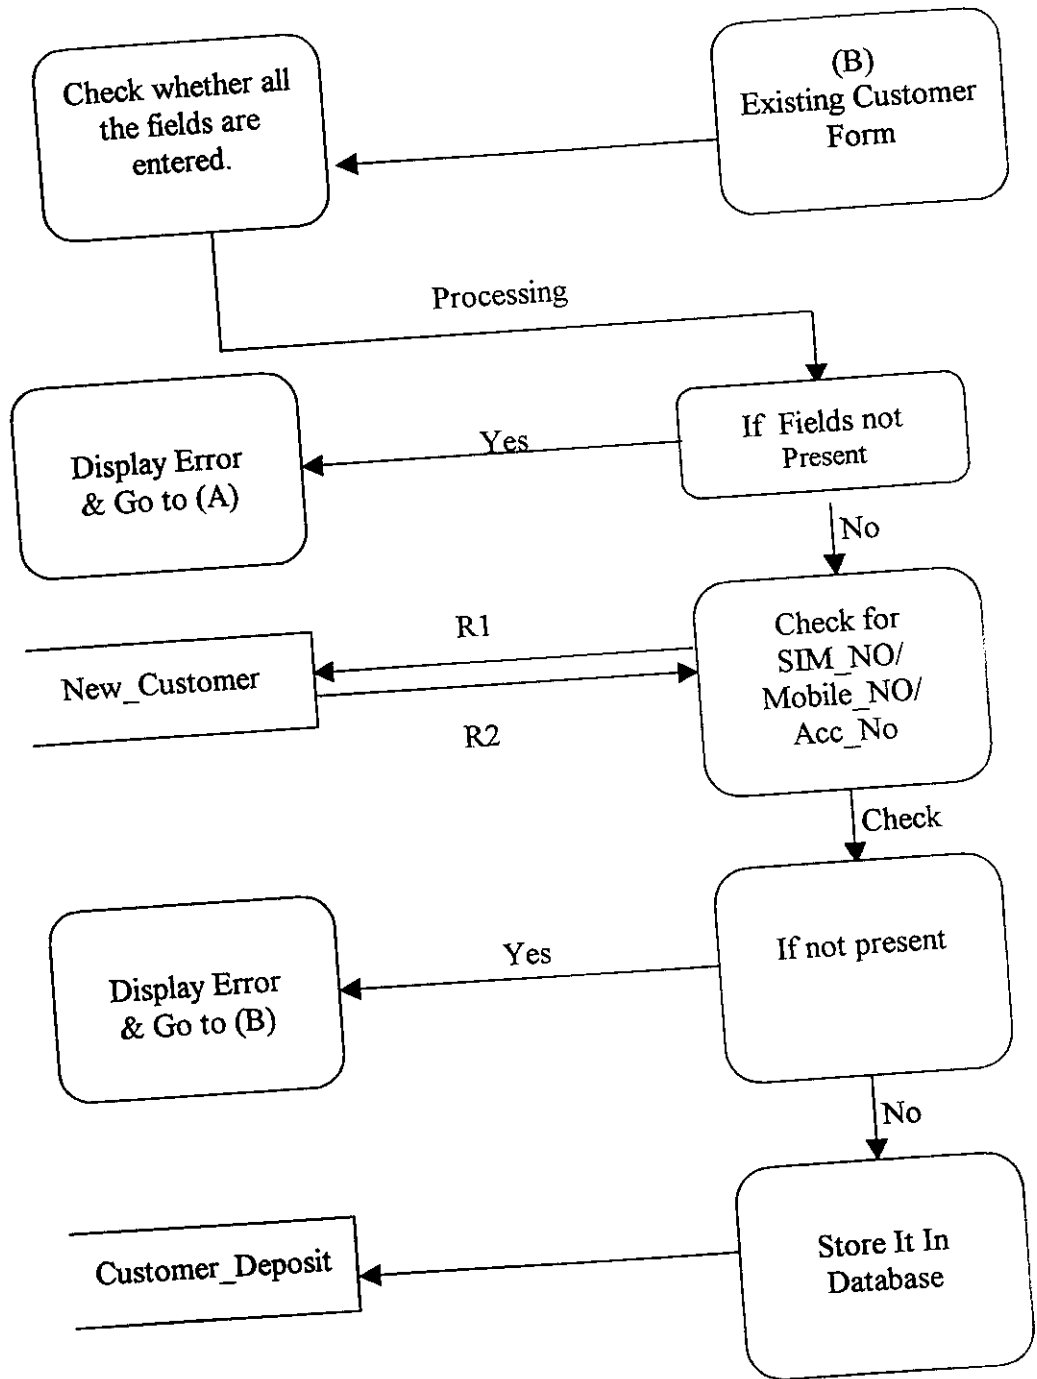 Check whether all
the fields are
entered.
(B)
Existing Customer
Form
Processing
If Fields not
Present
Yes
Display Error
& Go to (A)
No
Check for
SIM_NO/
Mobile_NO/
Acc_No
R1
New_Customer
R2
Check
If not present
Yes
Display Error
& Go to (B)
No
Store It In
Database
Customer_Deposit